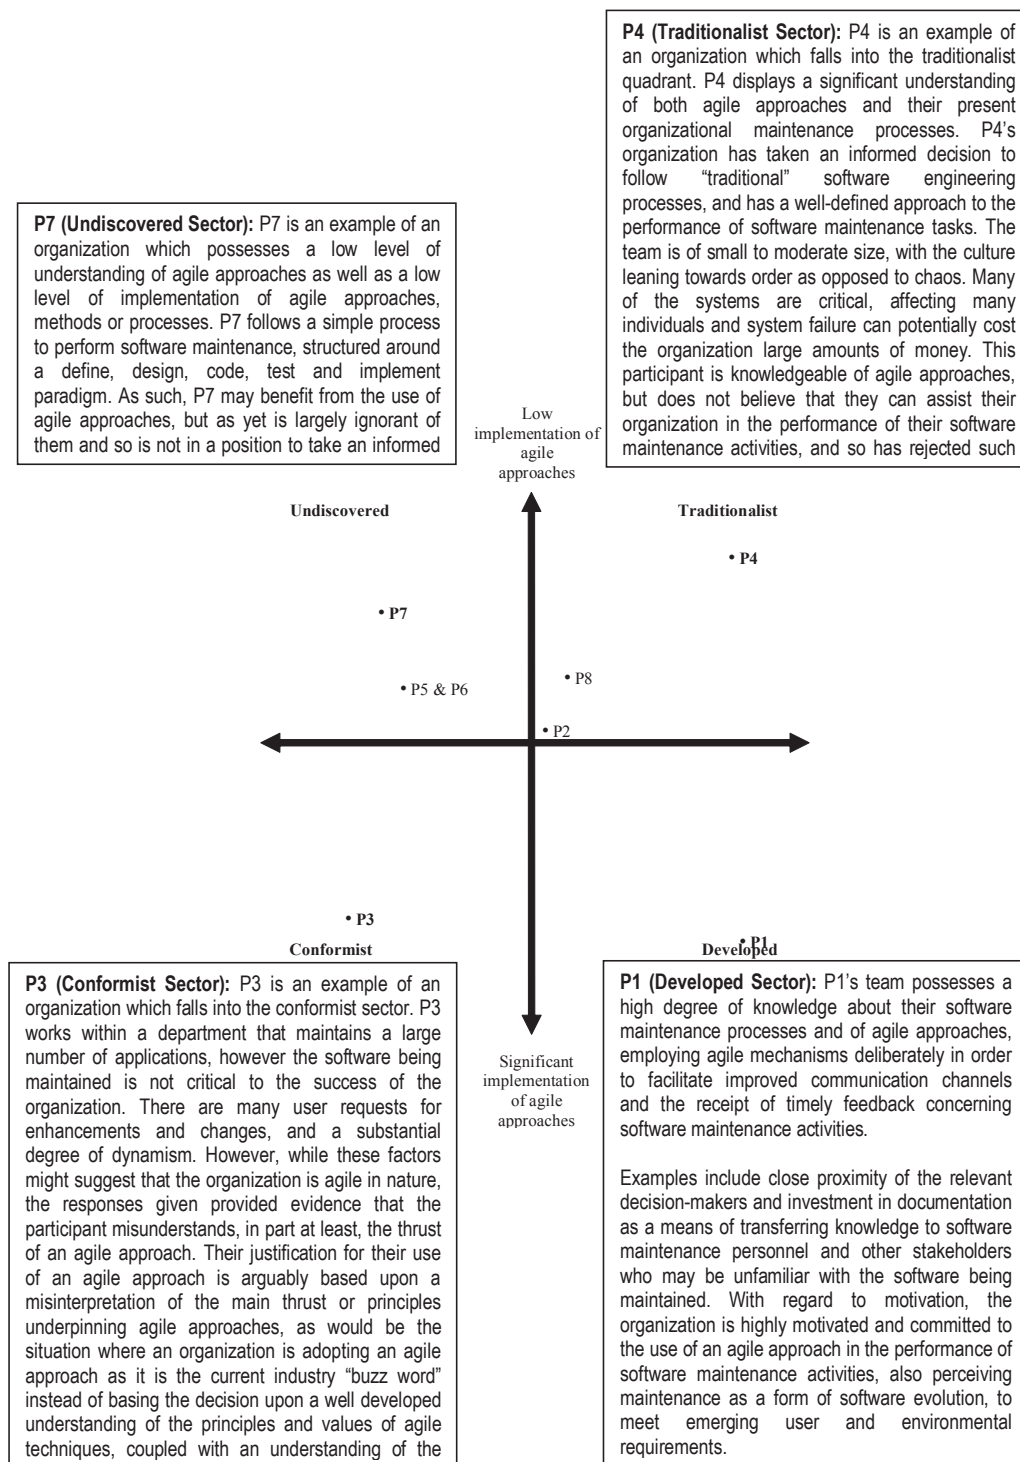 P4 (Traditionalist Sector): P4 is an example of
an organization which falls into the traditionalist
quadrant. P4 displays a significant understanding
of both agile approaches and their present
organizational maintenance processes. P4's
organization has taken an informed decision to
follow “traditional” software engineering
processes, and has a well-defined approach to the
performance of software maintenance tasks. The
team is of small to moderate size, with the culture
leaning towards order as opposed to chaos. Many
of the systems are critical, affecting many
individuals and system failure can potentially cost
the organization large amounts of money. This
participant is knowledgeable of agile approaches,
but does not believe that they can assist their
organization in the performance of their software
maintenance activities, and so has rejected such
P7 (Undiscovered Sector): P7 is an example of an
organization which possesses a low level of
understanding of agile approaches as well as a low
level of implementation of agile approaches,
methods or processes. P7 follows a simple process
to perform software maintenance, structured around
a define, design, code, test and implement
paradigm. As such, P7 may benefit from the use of
agile approaches, but as yet is largely ignorant of
them and so is not in a position to take an informed
Low
implementation of
agile
approaches
Undiscovered
Traditionalist
• P4
• P7
• P8
• P5 & P6
• P2
• P3
• P1
Conformist
Developed
P3 (Conformist Sector): P3 is an example of an
organization which falls into the conformist sector. P3
works within a department that maintains a large
number of applications, however the software being
maintained is not critical to the success of the
organization. There are many user requests for
enhancements and changes, and a substantial
degree of dynamism. However, while these factors
might suggest that the organization is agile in nature,
the responses given provided evidence that the
participant misunderstands, in part at least, the thrust
of an agile approach. Their justification for their use
of an agile approach is arguably based upon a
misinterpretation of the main thrust or principles
underpinning agile approaches, as would be the
situation where an organization is adopting an agile
approach as it is the current industry “buzz word”
instead of basing the decision upon a well developed
understanding of the principles and values of agile
techniques, coupled with an understanding of the
Significant
implementation
of agile
approaches
P1 (Developed Sector): P1's team possesses a
high degree of knowledge about their software
maintenance processes and of agile approaches,
employing agile mechanisms deliberately in order
to facilitate improved communication channels
and the receipt of timely feedback concerning
software maintenance activities.
Examples include close proximity of the relevant
decision-makers and investment in documentation
as a means of transferring knowledge to software
maintenance personnel and other stakeholders
who may be unfamiliar with the software being
maintained. With regard to motivation, the
organization is highly motivated and committed to
the use of an agile approach in the performance of
software maintenance activities, also perceiving
maintenance as a form of software evolution, to
meet emerging user and environmental
requirements.